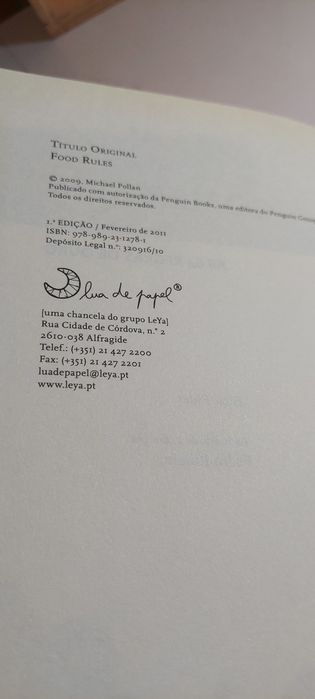 Título Original
Food Rules
© 2009, Michael Pollan
Publicado com autorização da Penguin Books, uma editora do Penguin
Todos os direitos reservados.
1.ª EDIÇÃO / Fevereiro de 2011
ISBN: 978-989-23-1278-1
Depósito Legal n.º: 320916/10
lua de papel®
[uma chancela do grupo LeYa]
Rua Cidade de Córdova, n.º 2
2610-038 Alfragide
Telef.: (+351) 21 427 2200
Fax: (+351) 21 427 2201
luadepapel@leya.pt
www.leya.pt